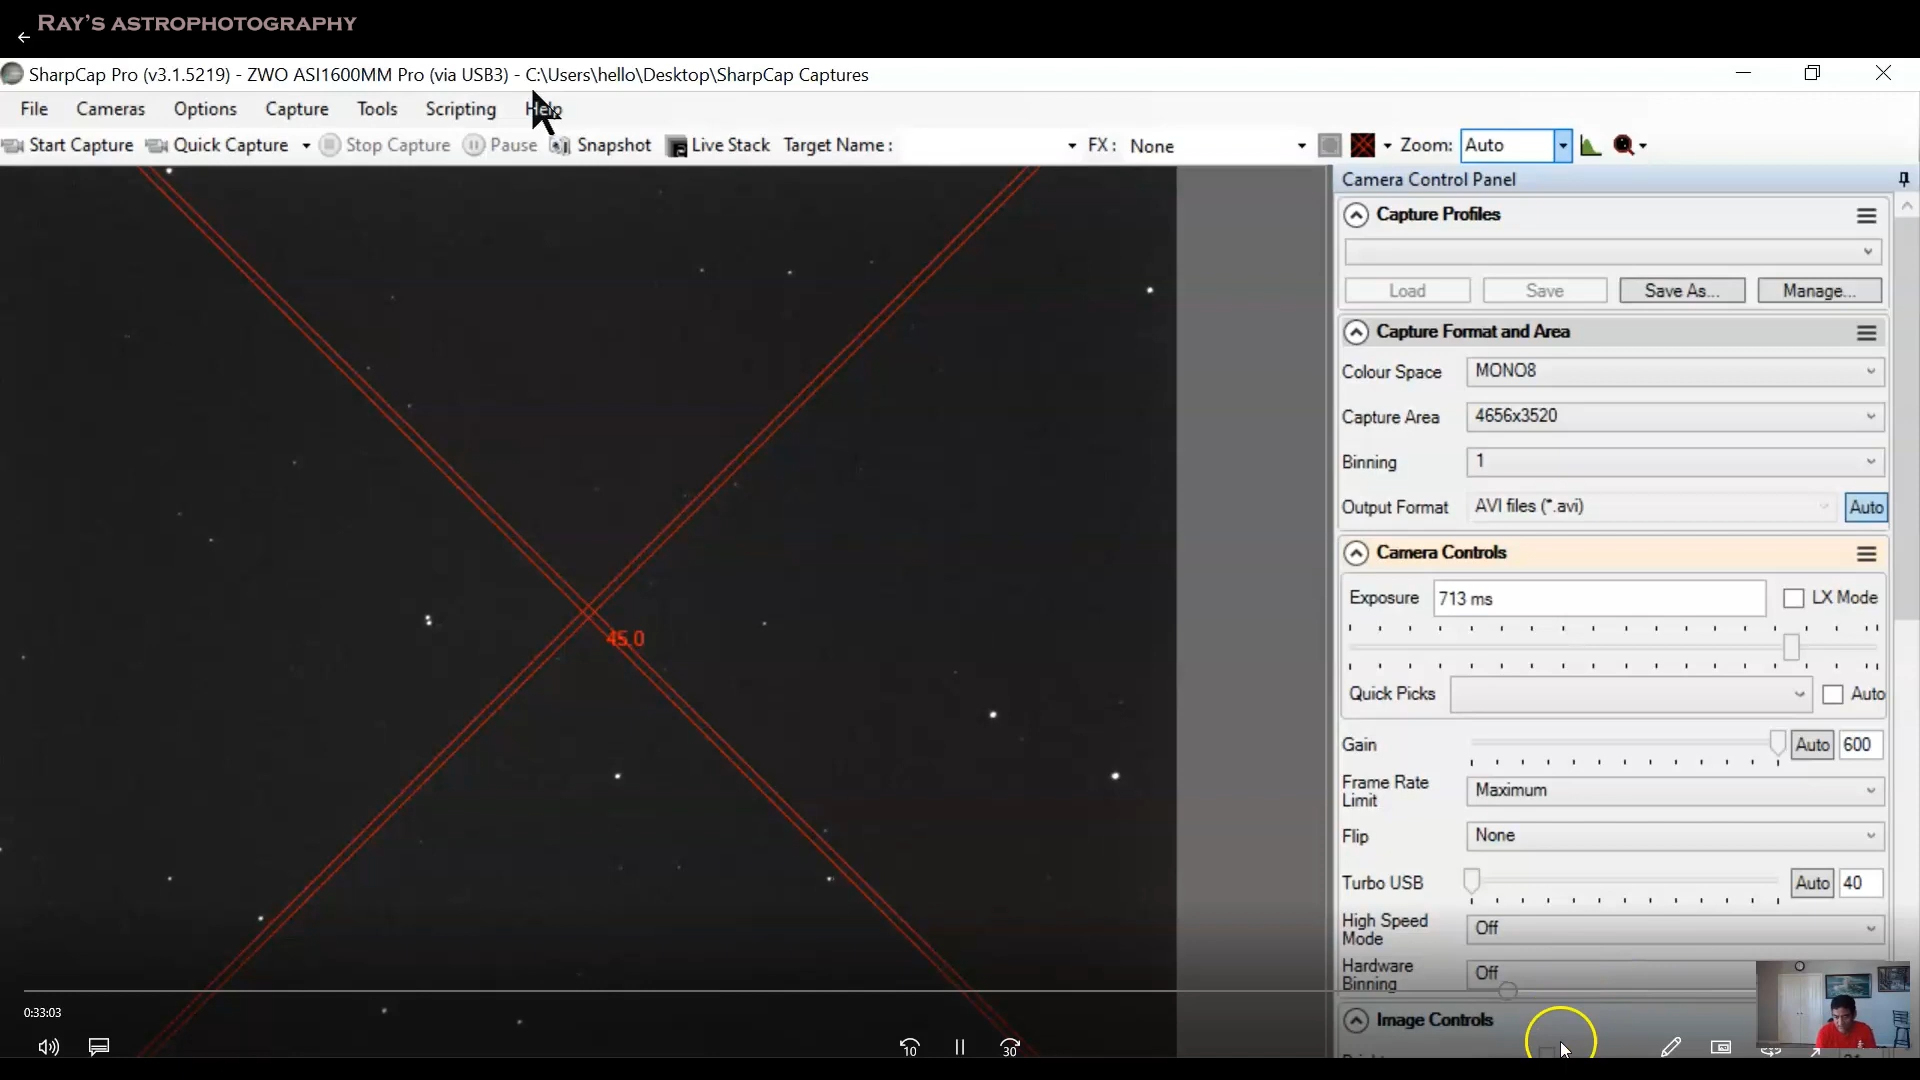 RAY'S ASTROPHOTOGRAPHY
SharpCap Pro (v3.1.5219) - ZWO ASI1600MM Pro (via USB3) - C:\Users\hello\Desktop\SharpCap Captures
File Cameras Options Capture Tools Scripting Help
Start Capture Quick Capture Stop Capture Pause Snapshot Live Stack Target Name : FX : None Zoom: Auto
Camera Control Panel
Capture Profiles
Load Save Save As... Manage...
Capture Format and Area
Colour Space MONO8
Capture Area 4656x3520
Binning 1
Output Format AVI files (*.avi) Auto
Camera Controls
Exposure 713 ms LX Mode
45.0
Quick Picks Auto
Gain Auto 600
Frame Rate
Limit Maximum
Flip None
Turbo USB Auto 40
High Speed
Mode Off
Hardware
Binning Off
0:33:03
Image Controls
10 30